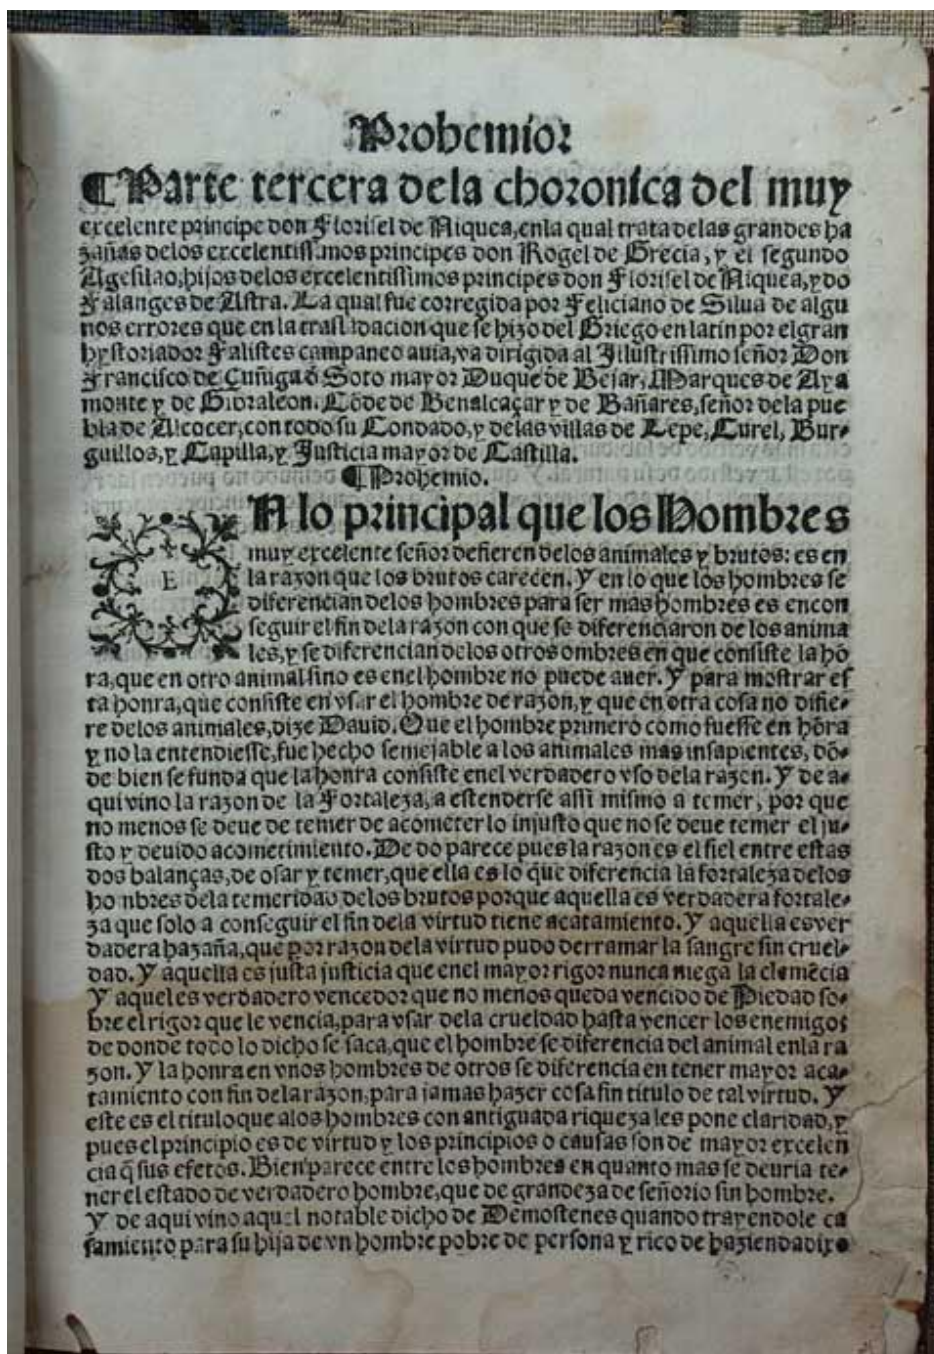 Prohemior
¶Parte tercera dela choronica del muy
excelente principe don Florisel de Niquea, enla qual trata delas grandes ha
zañas delos excelentissimos principes don Rogel de Grecia, y el segundo
Agesilao, hijos delos excelentissimos principes don Florisel de Niquea, y dō
Falanges de Astra. La qual fue corregida por Feliciano de Silua de algu
nos errores que en la trasladacion que se hizo del Griego en latin por el gran
hystoriador Falistes campaneo auia, va dirigida al Illustrissimo señor Don
Francisco de Çuñiga d Soto mayor Duque de Bejar, Marques de Aya
monte y de Gibraleon. Cōde de Benalcaçar y de Bañares, señor dela pue
bla de Alcocer, con todo su Condado, y delas villas de Lepe, Curel, Bur-
guillos, y Capilla, y Justicia mayor de Castilla.
¶Prohemio.
E
N lo principal que los Hombres
muy excelente señor defieren delos animales y brutos: es en
la razon que los brutos carecen. Y en lo que los hombres se
diferencian delos hombres para ser mas hombres es encon
seguir el fin dela razon con que se diferenciaron de los anima
les, y se diferencian delos otros ombres en que consiste la hō
ra, que en otro animal sino es enel hombre no puede auer. Y para mostrar es
ta honra, que consiste en vsar el hombre de razon, y que en otra cosa no difie-
re delos animales, dize Dauid. Que el hombre primero como fuesse en hōra
y no la entendiesse, fue hecho semejable a los animales mas insapientes, dō-
de bien se funda que la honra consiste enel verdadero vso dela razon. Y de a-
qui vino la razon de la Fortaleza, a estenderse assi mismo a temer, por que
no menos se deue de temer de acometer lo injusto que no se deue temer el ju-
sto y deuido acometimiento. De do parece pues la razon es el fiel entre estas
dos balanças, de osar y temer, que ella es lo q̄ue diferencia la fortaleza delos
hombres dela temeridad delos brutos porque aquella es verdadera fortale-
za que solo a conseguir el fin dela virtud tiene acatamiento. Y aquella es ver
dadera hazaña, que por razon dela virtud pudo derramar la sangre sin cruel-
dad. Y aquella es justa justicia que enel mayor rigor nunca niega la clemēcia
Y aquel es verdadero vencedor que no menos queda vencido de Piedad so-
bre el rigor que le vencia, para vsar dela crueldad hasta vencer los enemigos
de donde todo lo dicho se saca, que el hombre se diferencia del animal enla ra
zon. Y la honra en vnos hombres de otros se diferencia en tener mayor aca-
tamiento con fin dela razon, para jamas hazer cosa sin titulo de tal virtud. Y
este es el titulo que alos hombres con antiguada riqueza les pone claridad, y
pues el principio es de virtud y los principios o causas son de mayor excelen
cia q̄ sus efetos. Bien parece entre los hombres en quanto mas se deuria te-
ner el estado de verdadero hombre, que de grandeza de señorio sin hombre.
Y de aqui vino aquel notable dicho de Demostenes quando trayendole ca
samiento para su hija de vn hombre pobre de persona y rico de hazienda dixo